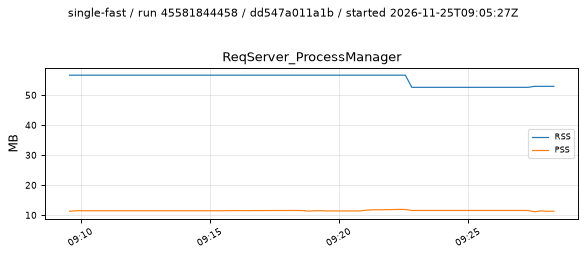 single-fast / run 45581844458 / dd547a011a1b / started 2026-11-25T09:05:27Z
ReqServer_ProcessManager
MB
50
40
30
20
10
RSS
PSS
09:10
09:15
09:20
09:25